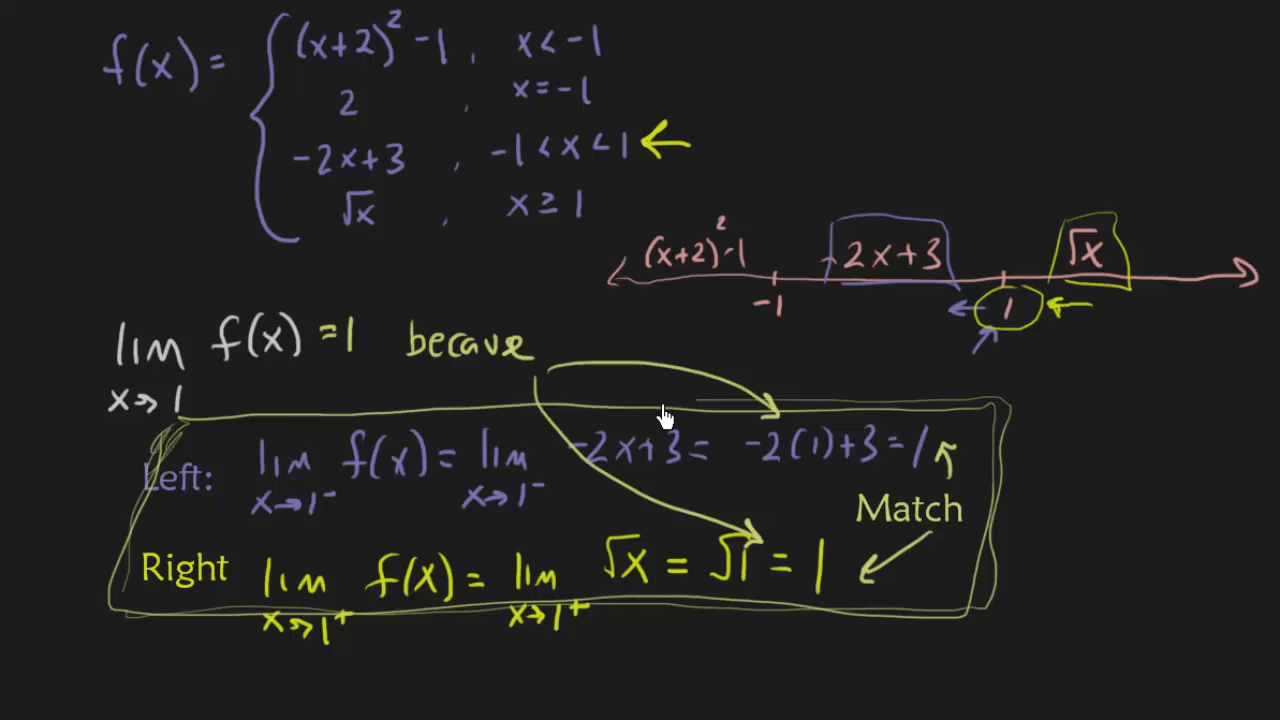 f(x) = { (x+2)² -1 , x < -1
2 , x = -1
-2x+3 , -1 < x < 1 ←
√x , x ≥ 1
(x+2)² -1 -2x+3 √x
-1 1
lim f(x) = 1 becave
x→1
Left: lim f(x) = lim -2x+3 = -2(1)+3 = 1
x→1⁻ x→1⁻
Match
Right lim f(x) = lim √x = √1 = 1
x→1⁺ x→1⁺